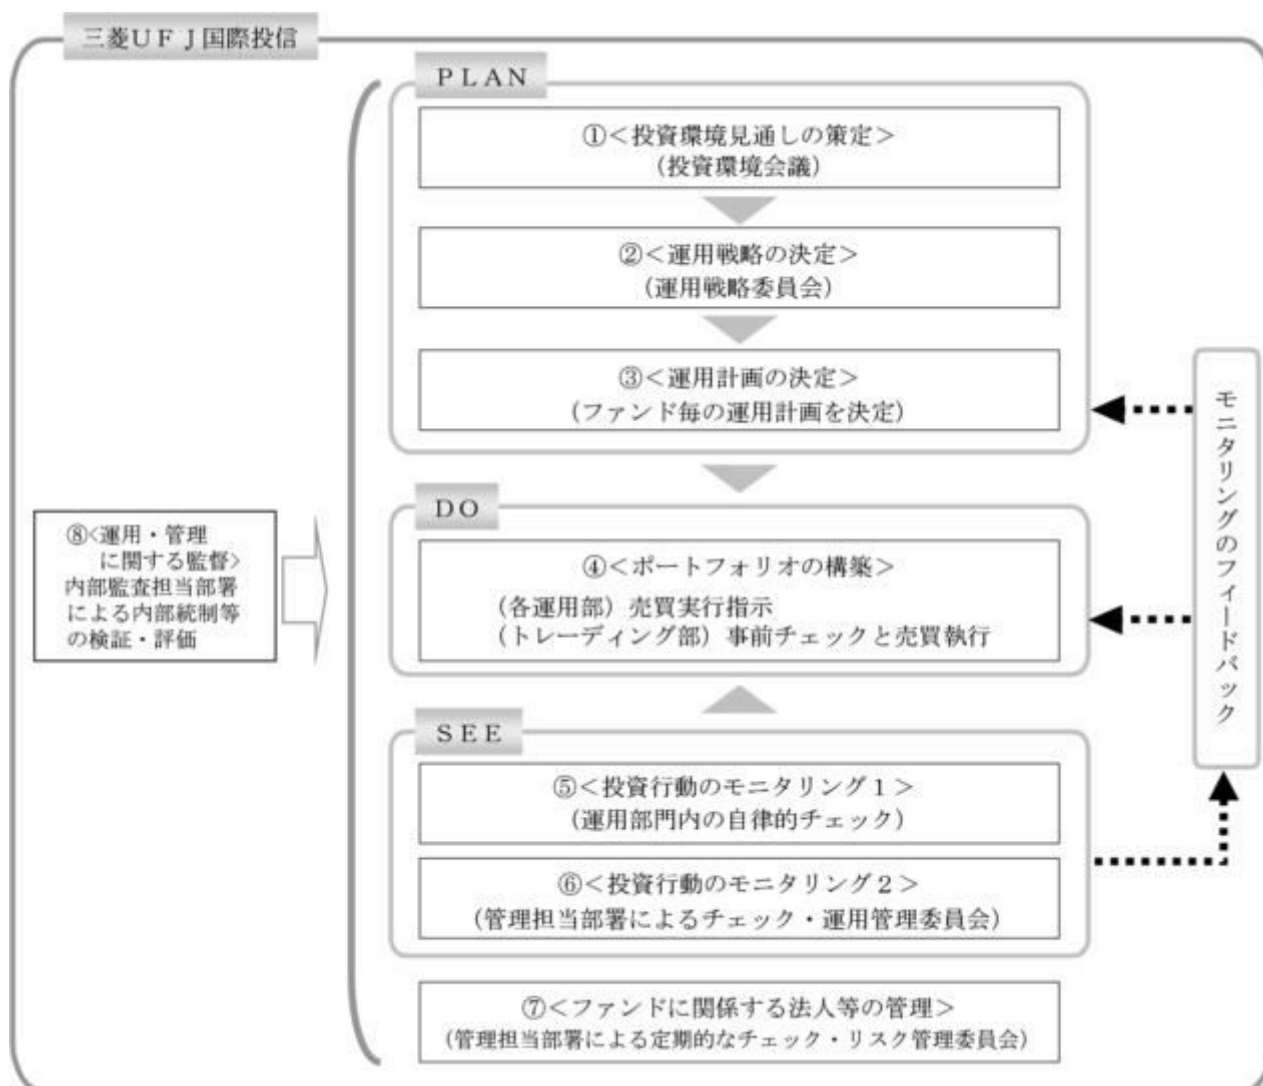 三菱ＵＦＪ国際投信
ＰＬＡＮ
①＜投資環境見通しの策定＞
（投資環境会議）
②＜運用戦略の決定＞
（運用戦略委員会）
③＜運用計画の決定＞
（ファンド毎の運用計画を決定）
ＤＯ
④＜ポートフォリオの構築＞
（各運用部）売買実行指示
（トレーディング部）事前チェックと売買執行
ＳＥＥ
⑤＜投資行動のモニタリング１＞
（運用部門内の自律的チェック）
⑥＜投資行動のモニタリング２＞
（管理担当部署によるチェック・運用管理委員会）
⑦＜ファンドに関係する法人等の管理＞
（管理担当部署による定期的なチェック・リスク管理委員会）
⑧<運用・管理
に関する監督>
内部監査担当部署
による内部統制等
の検証・評価
モニタリングのフィードバック